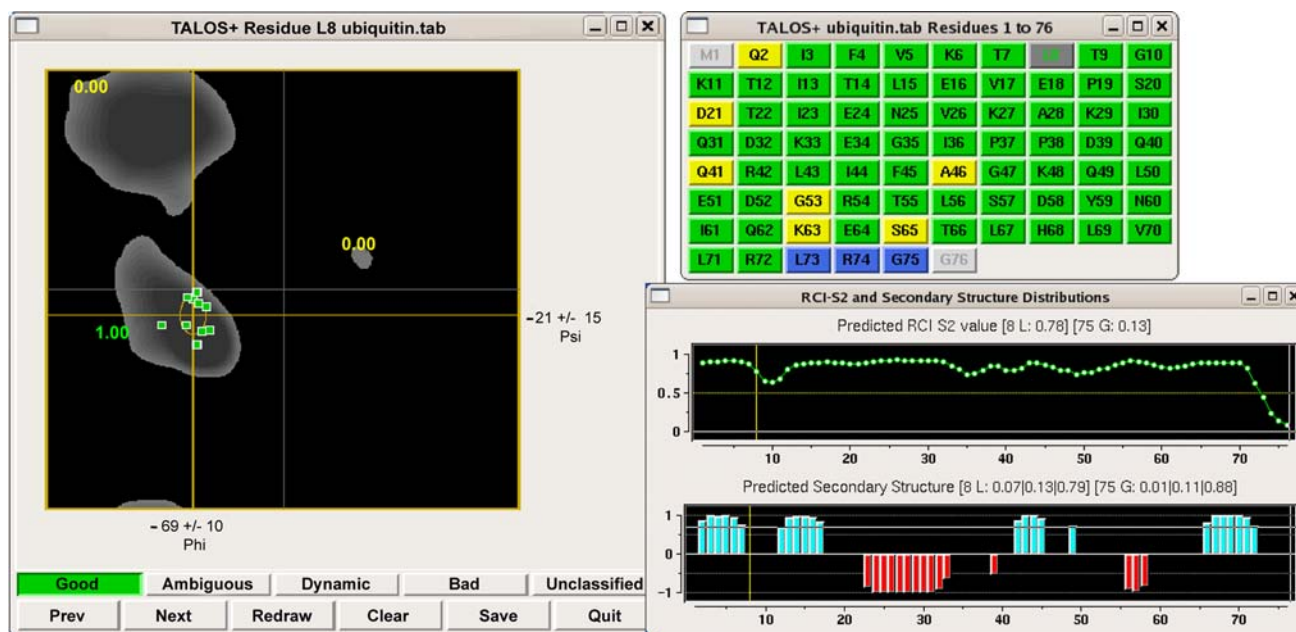 TALOS+ Residue L8 ubiquitin.tab
0.00
0.00
1.00
-21 +/- 15
Psi
-69 +/- 10
Phi
Good Ambiguous Dynamic Bad Unclassified
Prev Next Redraw Clear Save Quit
TALOS+ ubiquitin.tab Residues 1 to 76
M1 Q2 I3 F4 V5 K6 T7 L8 T9 G10
K11 T12 I13 T14 L15 E16 V17 E18 P19 S20
D21 T22 I23 E24 N25 V26 K27 A28 K29 I30
Q31 D32 K33 E34 G35 I36 P37 P38 D39 Q40
Q41 R42 L43 I44 F45 A46 G47 K48 Q49 L50
E51 D52 G53 R54 T55 L56 S57 D58 Y59 N60
I61 Q62 K63 E64 S65 T66 L67 H68 L69 V70
L71 R72 L73 R74 G75 G76
RCI-S2 and Secondary Structure Distributions
Predicted RCI S2 value [8 L: 0.78] [75 G: 0.13]
1
0.5
0
10 20 30 40 50 60 70
Predicted Secondary Structure [8 L: 0.07|0.13|0.79] [75 G: 0.01|0.11|0.88]
1
0
-1
10 20 30 40 50 60 70